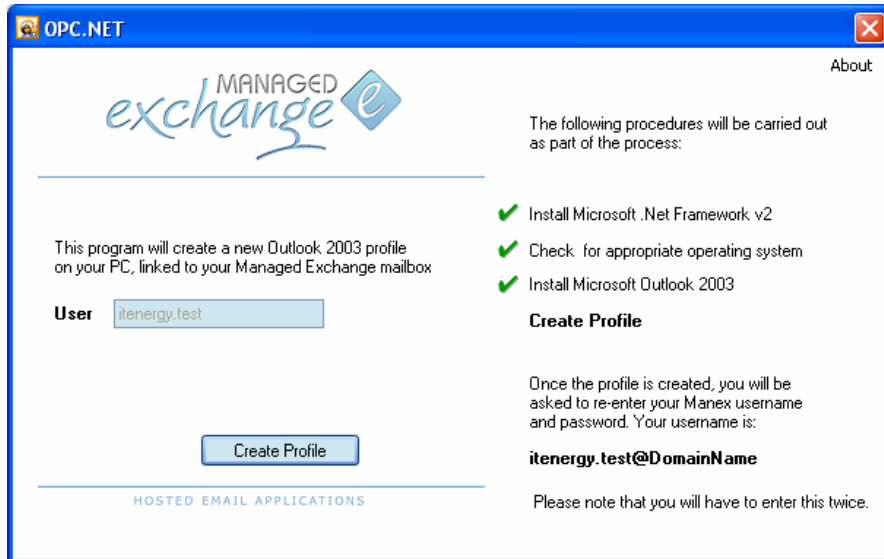 OPC.NET
About
MANAGED
exchange e
The following procedures will be carried out
as part of the process:
Install Microsoft .Net Framework v2
This program will create a new Outlook 2003 profile
on your PC, linked to your Managed Exchange mailbox
Check for appropriate operating system
Install Microsoft Outlook 2003
User itenergy.test
Create Profile
Once the profile is created, you will be
asked to re-enter your Manex username
and password. Your username is:
Create Profile
itenergy.test@DomainName
HOSTED EMAIL APPLICATIONS
Please note that you will have to enter this twice.